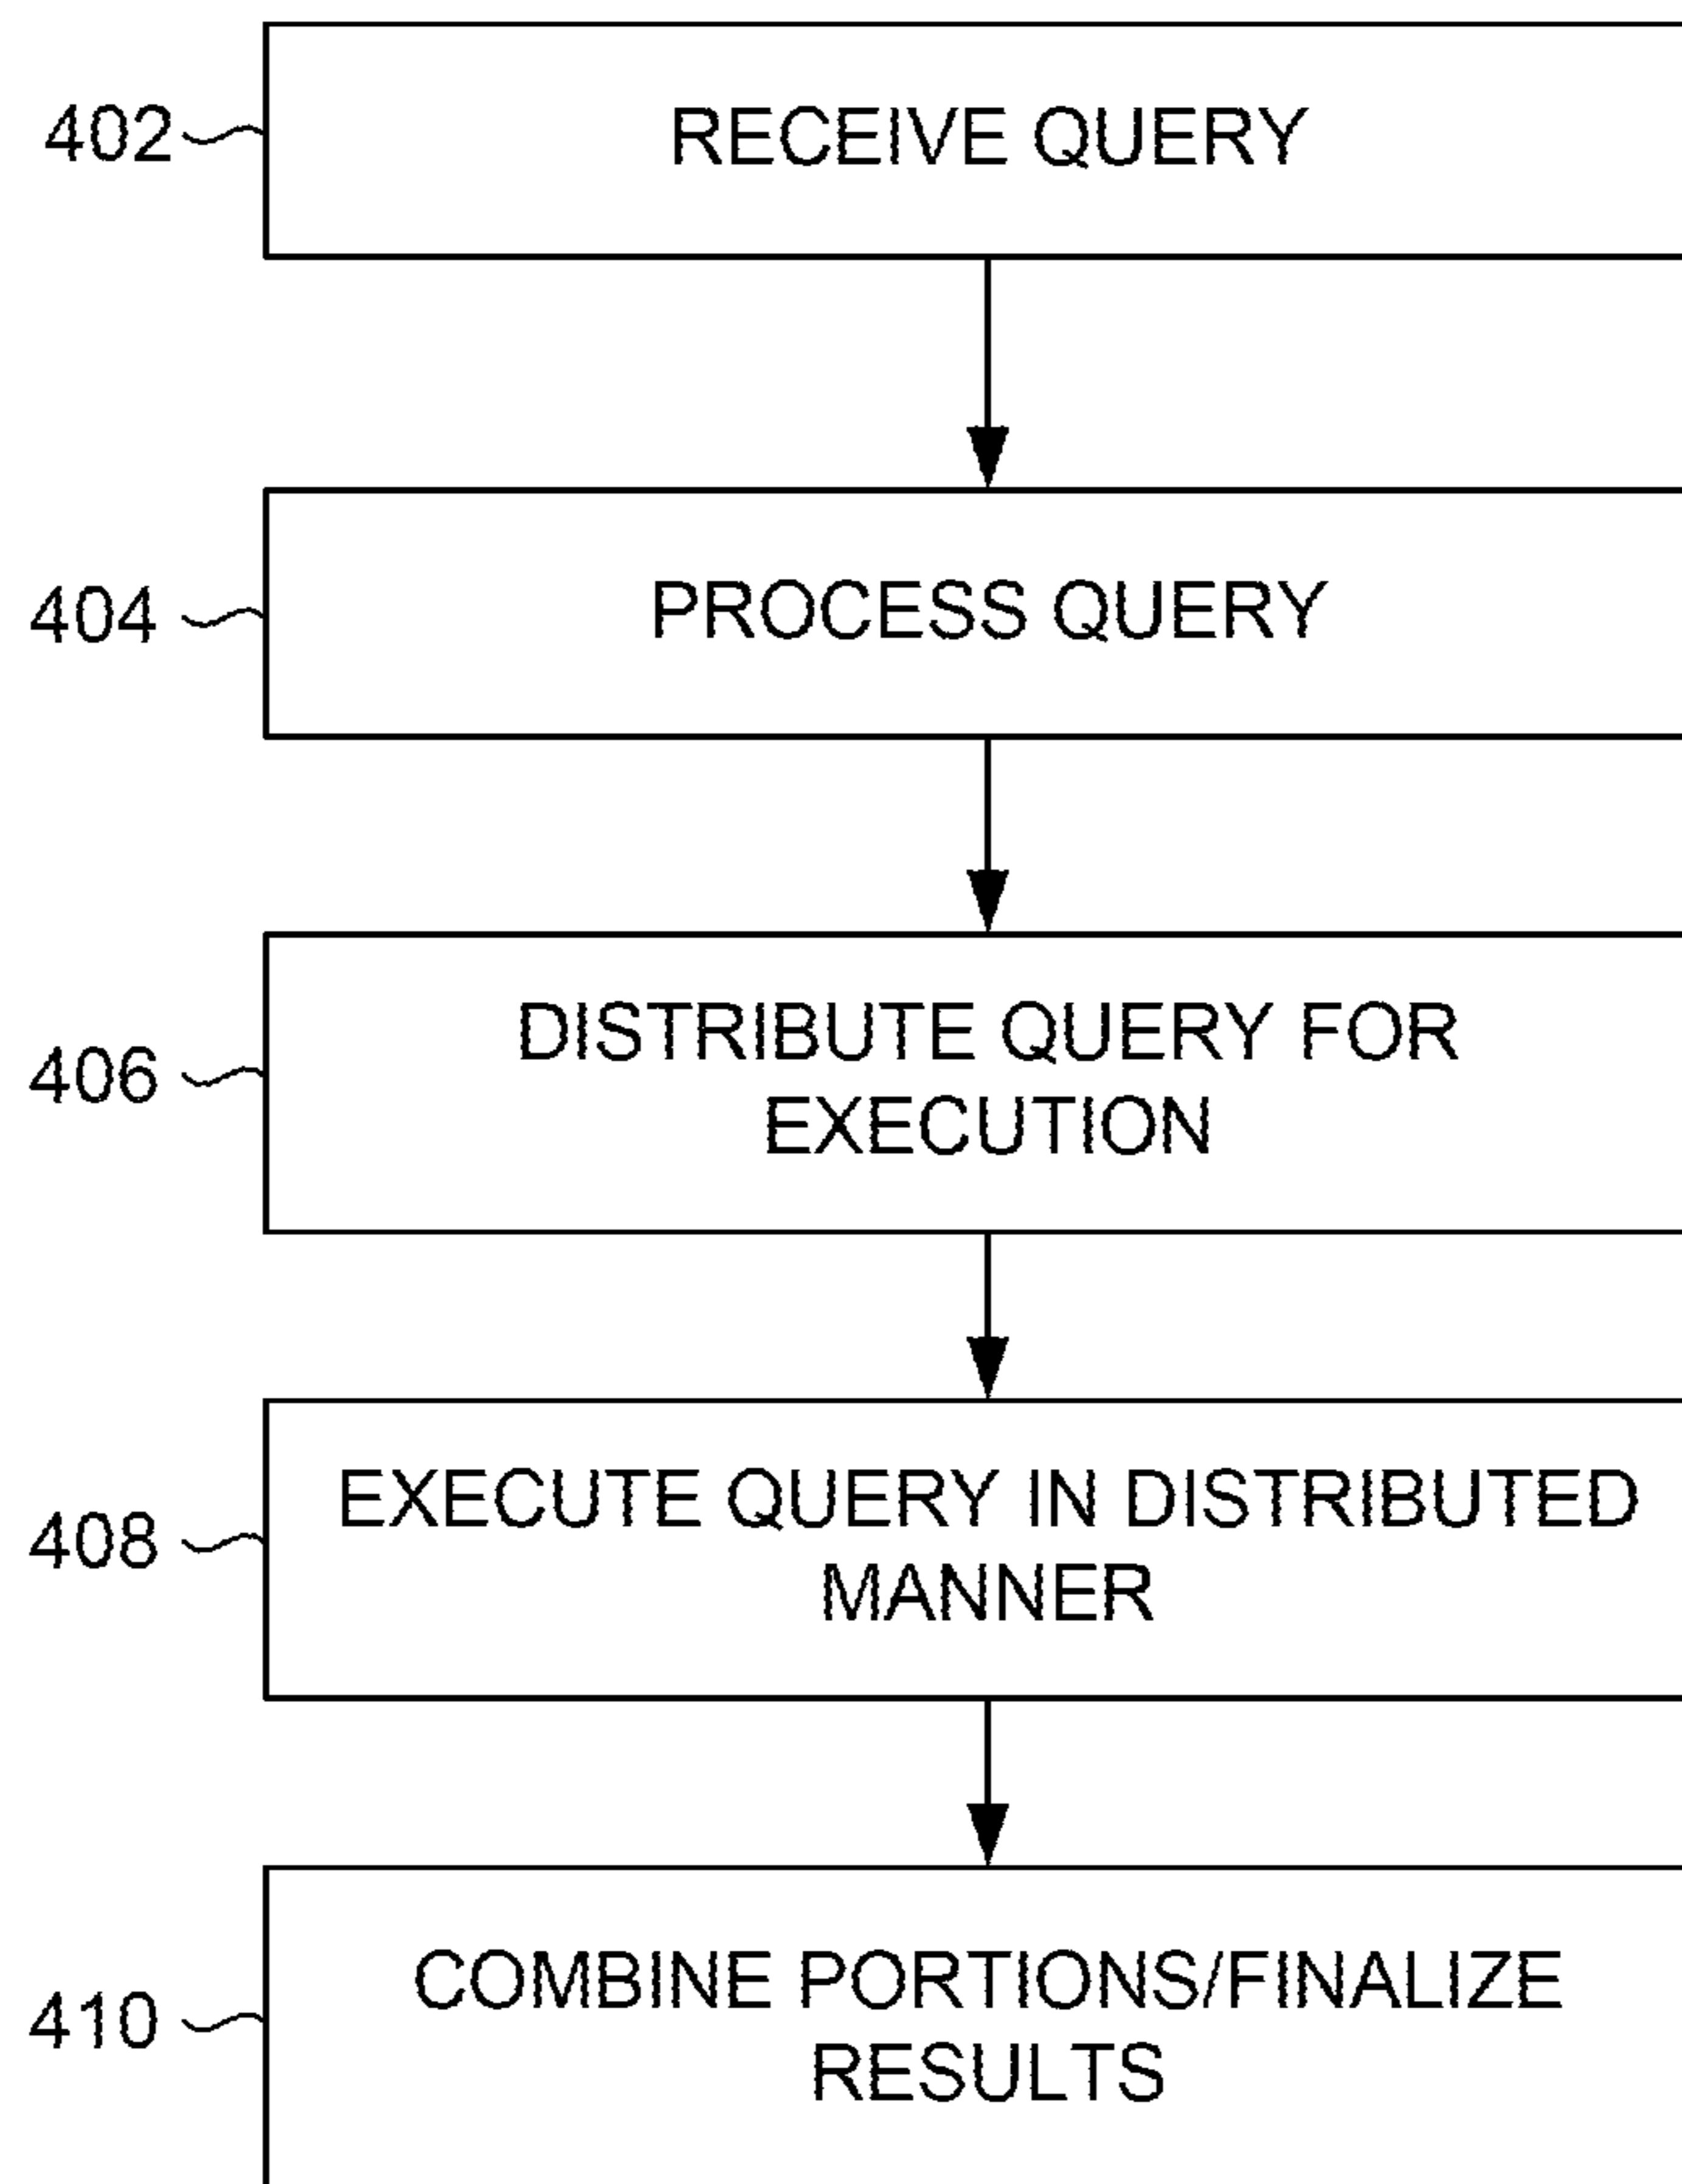 402
RECEIVE QUERY
404
PROCESS QUERY
406
DISTRIBUTE QUERY FOR
EXECUTION
408
EXECUTE QUERY IN DISTRIBUTED
MANNER
410
COMBINE PORTIONS/FINALIZE
RESULTS